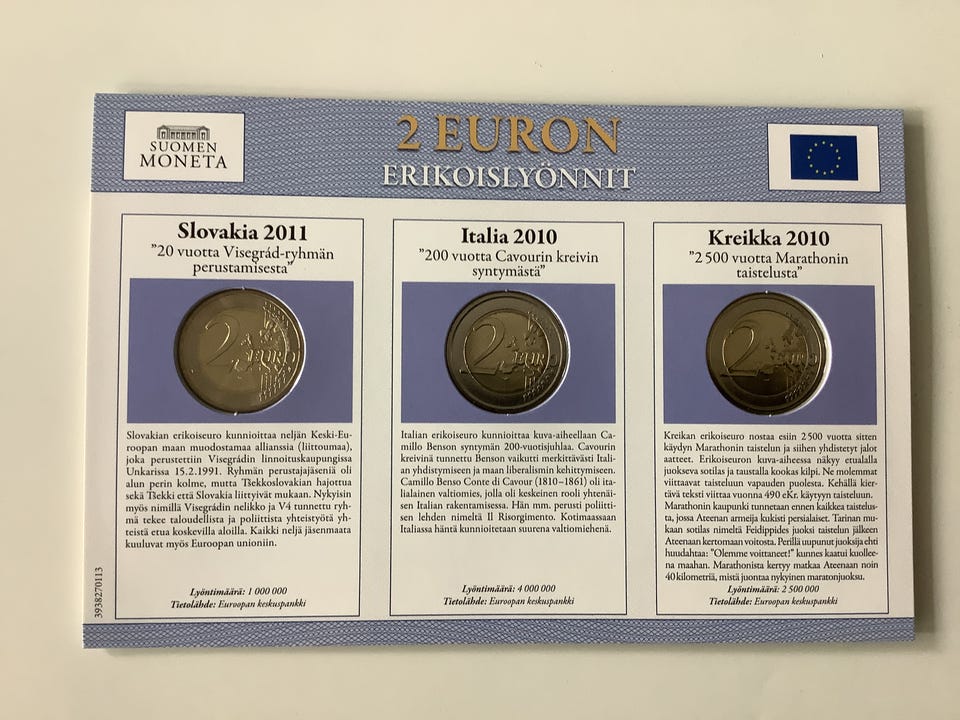 SUOMEN
MONETA
2 EURON
ERIKOISLYÖNNIT
Slovakia 2011
"20 vuotta Visegrád-ryhmän
perustamisesta"
2 EURO
Slovakian erikoiseuro kunnioittaa neljän Keski-Eu-
roopan maan muodostamaa allianssia (liittoumaa),
joka perustettiin Visegrádin linnoituskaupungissa
Unkarissa 15.2.1991. Ryhmän perustajajäseniä oli
alun perin kolme, mutta Tšekkoslovakian hajottua
sekä Tšekki että Slovakia liittyivät mukaan. Nykyisin
myös nimillä Visegrádin nelikko ja V4 tunnettu ryh-
mä tekee taloudellista ja poliittista yhteistyötä yh-
teistä etua koskevilla aloilla. Kaikki neljä jäsenmaata
kuuluvat myös Euroopan unioniin.
Lyöntimäärä: 1 000 000
Tietolähde: Euroopan keskuspankki
Italia 2010
"200 vuotta Cavourin kreivin
syntymästä"
2 EURO
Italian erikoiseuro kunnioittaa kuva-aiheellaan Ca-
millo Benson syntymän 200-vuotisjuhlaa. Cavourin
kreivinä tunnettu Benson vaikutti merkittävästi Itali-
an yhdistymiseen ja maan liberalismin kehittymiseen.
Camillo Benso Conte di Cavour (1810–1861) oli ita-
lialainen valtiomies, jolla oli keskeinen rooli yhtenäi-
sen Italian rakentamisessa. Hän mm. perusti poliitti-
sen lehden nimeltä Il Risorgimento. Kotimaassaan
Italiassa häntä kunnioitetaan suurena valtiomiehenä.
Lyöntimäärä: 4 000 000
Tietolähde: Euroopan keskuspankki
Kreikka 2010
"2 500 vuotta Marathonin
taistelusta"
2 EURO
Kreikan erikoiseuro nostaa esiin 2 500 vuotta sitten
käydyn Marathonin taistelun ja siihen yhdistetyt jalot
aatteet. Erikoiseuron kuva-aiheessa näkyy etualalla
juokseva sotilas ja taustalla kookas kilpi. Ne molemmat
viittaavat taisteluun vapauden puolesta. Kehällä kier-
tävä teksti viittaa vuonna 490 eKr. käytyyn taisteluun.
Marathonin kaupunki tunnetaan ennen kaikkea taistelus-
ta, jossa Ateenan armeija kukisti persialaiset. Tarinan mu-
kaan sotilas nimeltä Feidippides juoksi taistelun jälkeen
Ateenaan kertomaan voitosta. Perillä uupunut juoksija ehti
huudahtaa: "Olemme voittaneet!" kunnes kaatui kuollee-
na maahan. Marathonista kertyy matkaa Ateenaan noin
40 kilometriä, mistä juontaa nykyinen maratonjuoksu.
Lyöntimäärä: 2 500 000
Tietolähde: Euroopan keskuspankki
3938270113